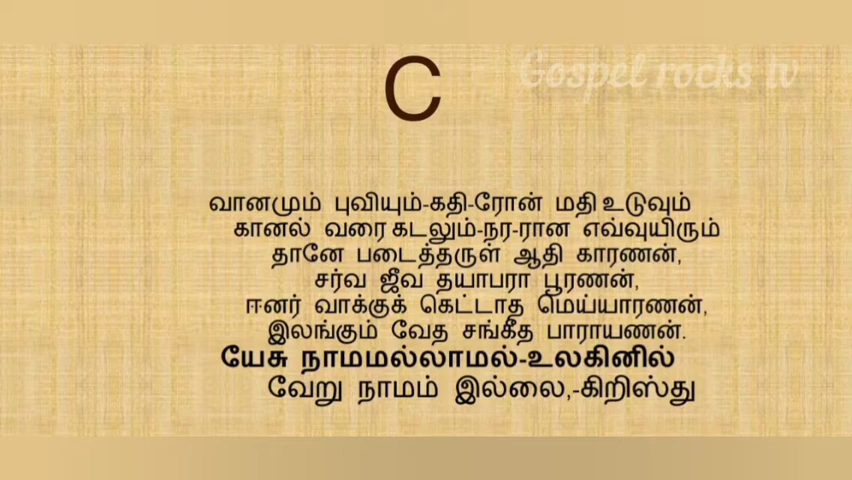 Gospel rocks tv
C
வானமும் புவியும்-கதி-ரோன் மதி உடுவும்
கானல் வரை கடலும்-நர-ரான எவ்வுயிரும்
தானே படைத்தருள் ஆதி காரணன்,
சர்வ ஜீவ தயாபரா பூரணன்,
ஈனர் வாக்குக் கெட்டாத மெய்யாரணன்,
இலங்கும் வேத சங்கீத பாராயணன்.
யேசு நாமமல்லாமல்-உலகினில்
வேறு நாமம் இல்லை,-கிறிஸ்து